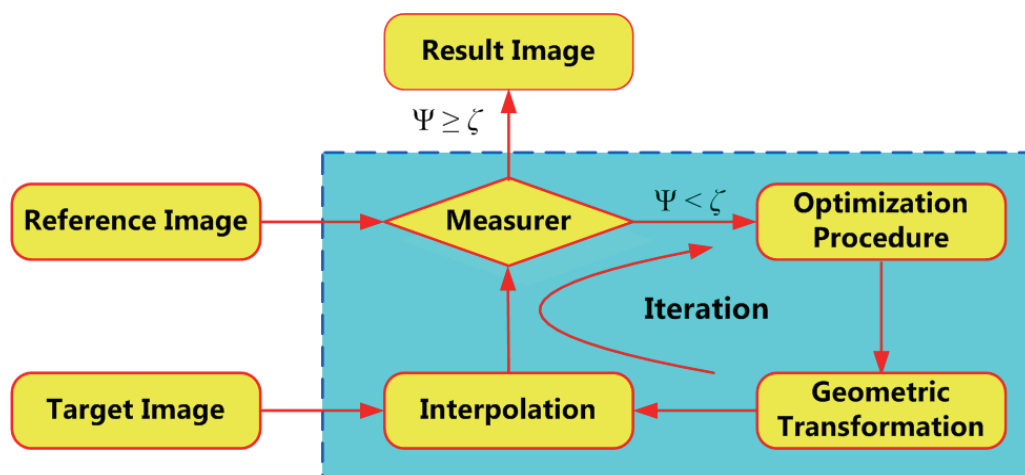 Result Image
Ψ ≥ ζ
Reference Image
Measurer
Ψ < ζ
Optimization
Procedure
Iteration
Target Image
Interpolation
Geometric
Transformation